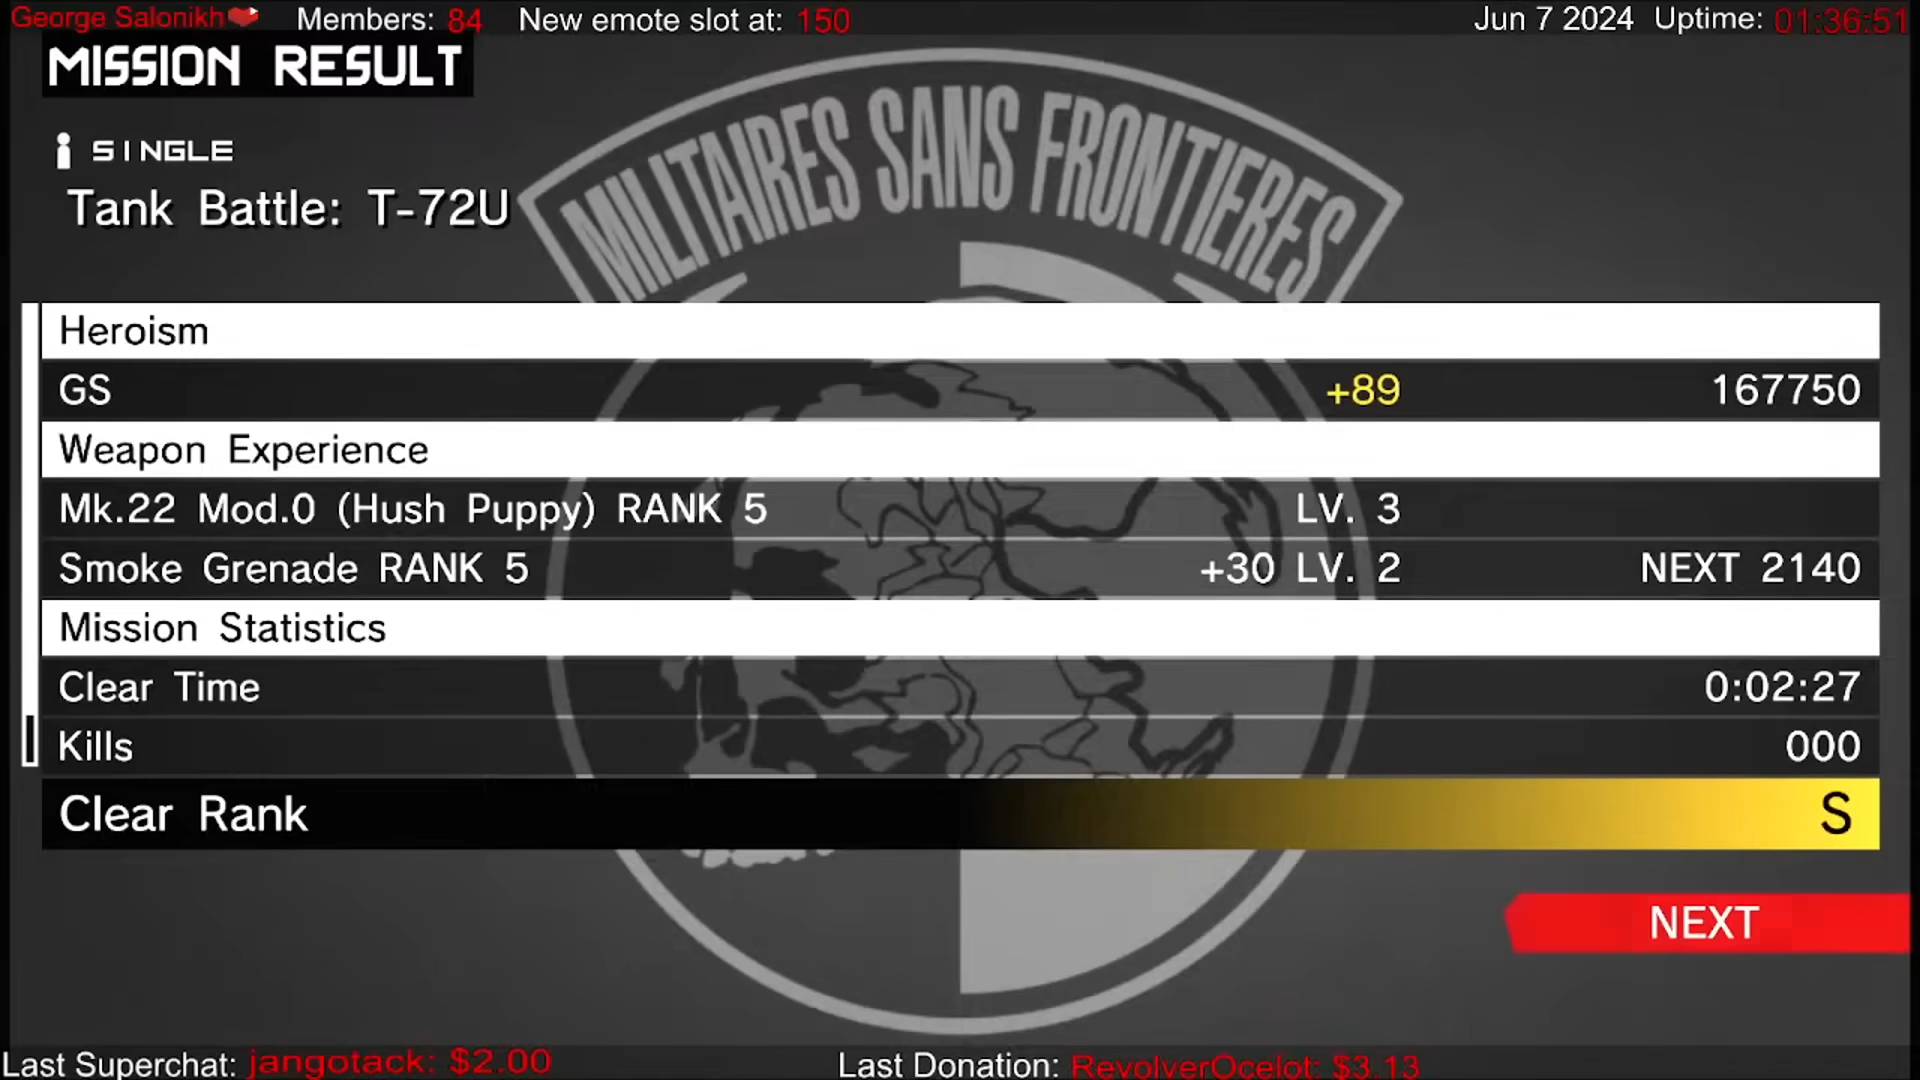 George Salonikh❤ Members: 84 New emote slot at: 150 Jun 7 2024 Uptime: 01:36:51
MISSION RESULT
SINGLE
Tank Battle: T-72U
MILITAIRES SANS FRONTIERES
Heroism
GS +89 167750
Weapon Experience
Mk.22 Mod.0 (Hush Puppy) RANK 5 LV. 3
Smoke Grenade RANK 5 +30 LV. 2 NEXT 2140
Mission Statistics
Clear Time 0:02:27
Kills 000
Clear Rank S
NEXT
Last Superchat: jangotack: $2.00 Last Donation: RevolverOcelot: $3.13